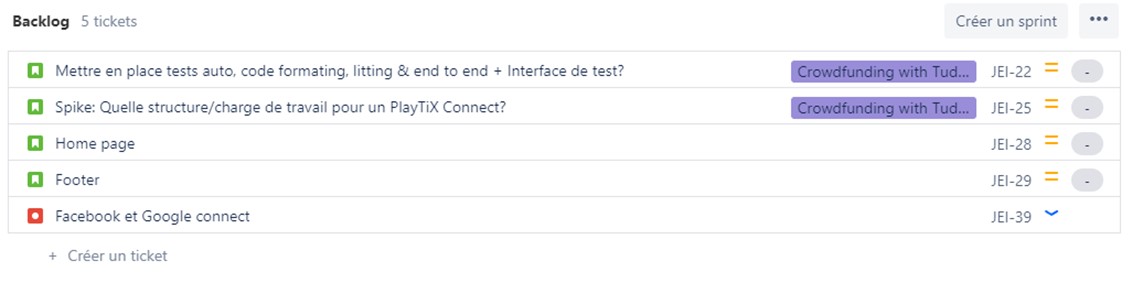 Backlog 5 tickets Créer un sprint •••
Mettre en place tests auto, code formating, litting & end to end + Interface de test? Crowdfunding with Tud... JEI-22 -
Spike: Quelle structure/charge de travail pour un PlayTiX Connect? Crowdfunding with Tud... JEI-25 -
Home page JEI-28 -
Footer JEI-29 -
Facebook et Google connect JEI-39
+ Créer un ticket